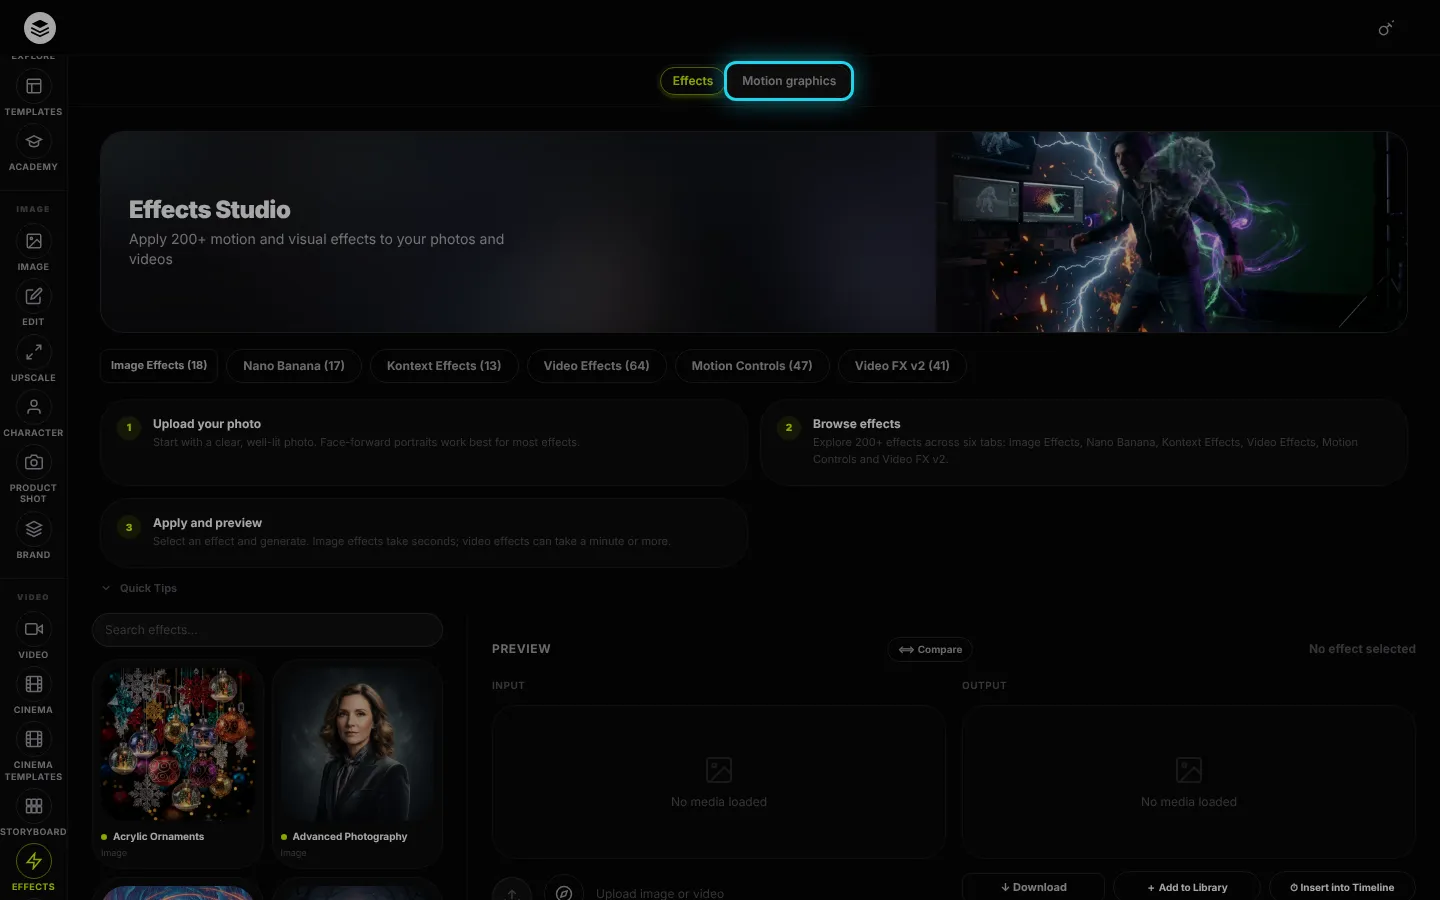 EXPLORE
TEMPLATES
ACADEMY
IMAGE
IMAGE
EDIT
UPSCALE
CHARACTER
PRODUCT
SHOT
BRAND
VIDEO
VIDEO
CINEMA
CINEMA
TEMPLATES
STORYBOARD
EFFECTS
Effects
Motion graphics
Effects Studio
Apply 200+ motion and visual effects to your photos and
videos
Image Effects (18)
Nano Banana (17)
Kontext Effects (13)
Video Effects (64)
Motion Controls (47)
Video FX v2 (41)
1
Upload your photo
Start with a clear, well-lit photo. Face-forward portraits work best for most effects.
2
Browse effects
Explore 200+ effects across six tabs: Image Effects, Nano Banana, Kontext Effects, Video Effects, Motion
Controls and Video FX v2.
3
Apply and preview
Select an effect and generate. Image effects take seconds; video effects can take a minute or more.
Quick Tips
Search effects...
Acrylic Ornaments
Image
Advanced Photography
Image
PREVIEW
Compare
No effect selected
INPUT
No media loaded
OUTPUT
No media loaded
Upload image or video
Download
+ Add to Library
Insert into Timeline